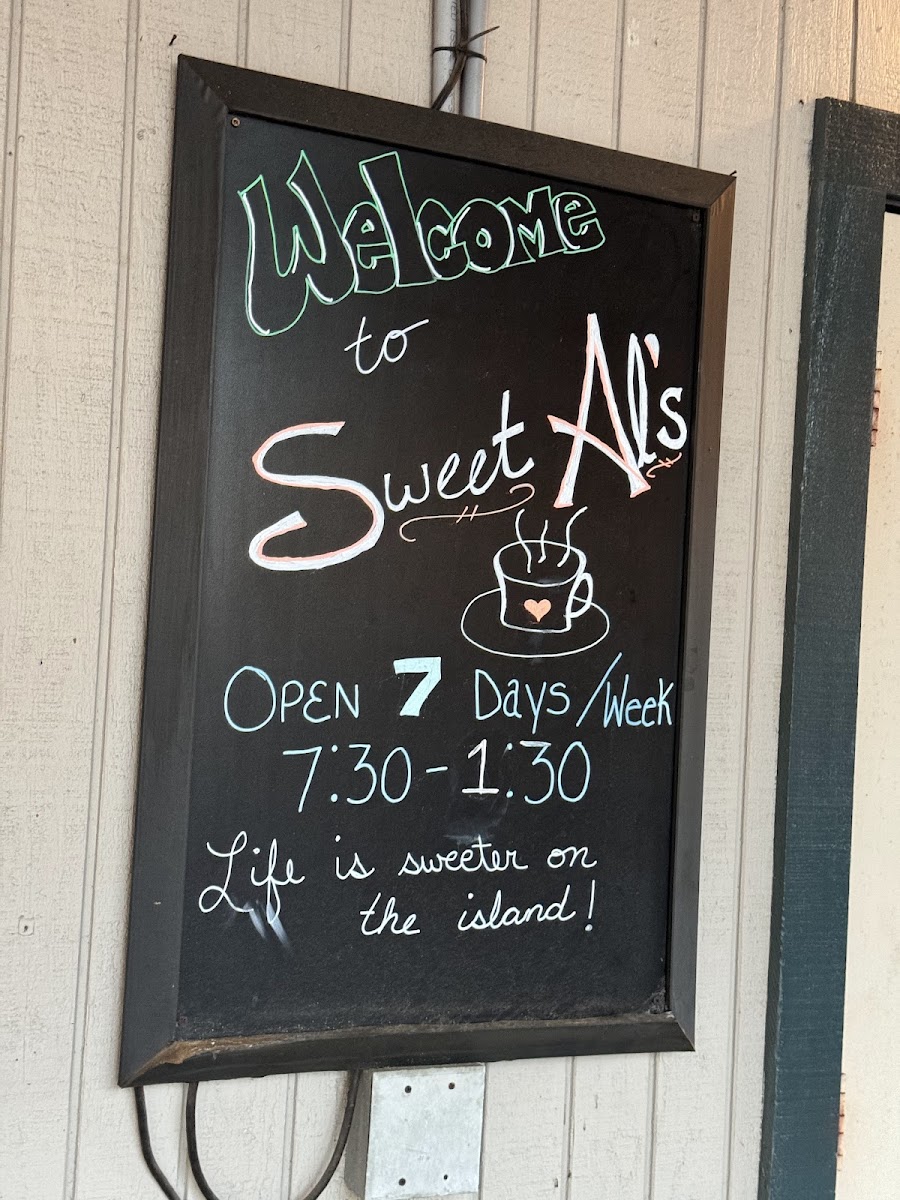 Welcome
to
Sweet Al's
OPEN 7 Days/Week
7:30-1:30
Life is sweeter on
the island!